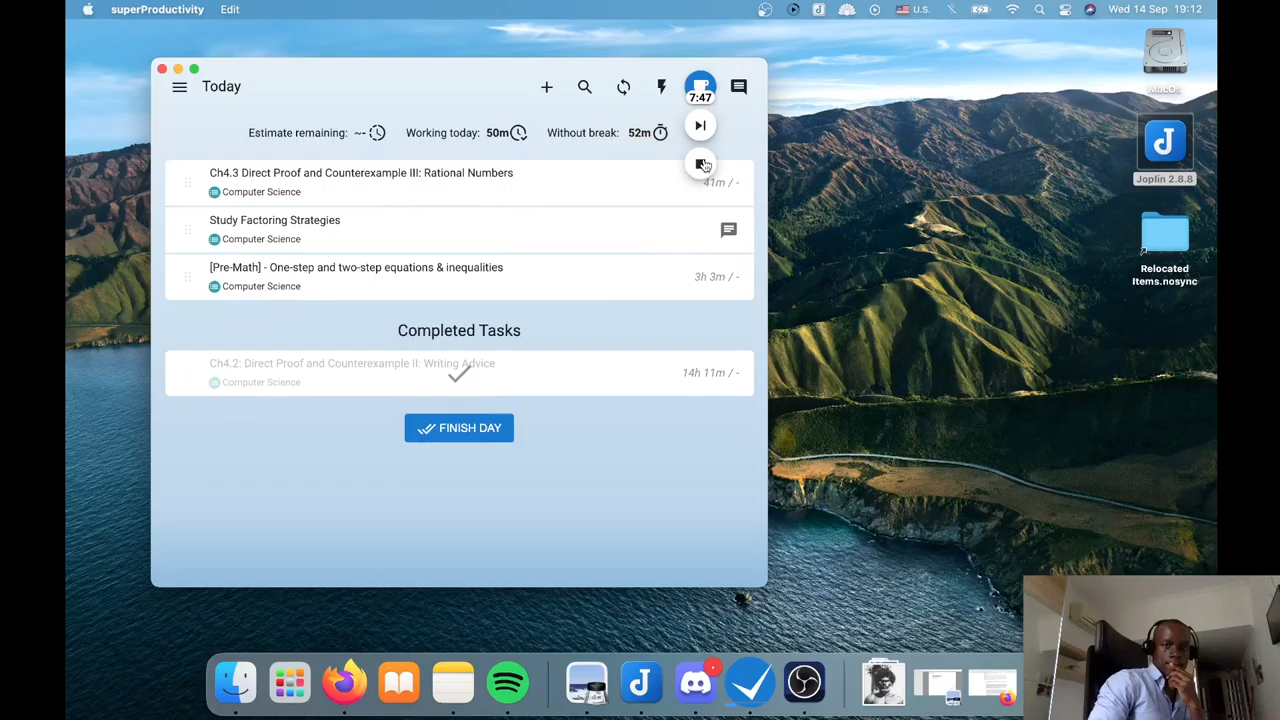 superProductivity Edit U.S. Wed 14 Sep 19:12
Today
7:47
Estimate remaining: ~- Working today: 50m Without break: 52m
Ch4.3 Direct Proof and Counterexample III: Rational Numbers
Computer Science
41m / -
Study Factoring Strategies
Computer Science
[Pre-Math] - One-step and two-step equations & inequalities
Computer Science
3h 3m / -
Completed Tasks
Ch4.2: Direct Proof and Counterexample II: Writing Advice
Computer Science
14h 11m / -
FINISH DAY
MacOs
Joplin 2.8.8
Relocated
Items.nosync